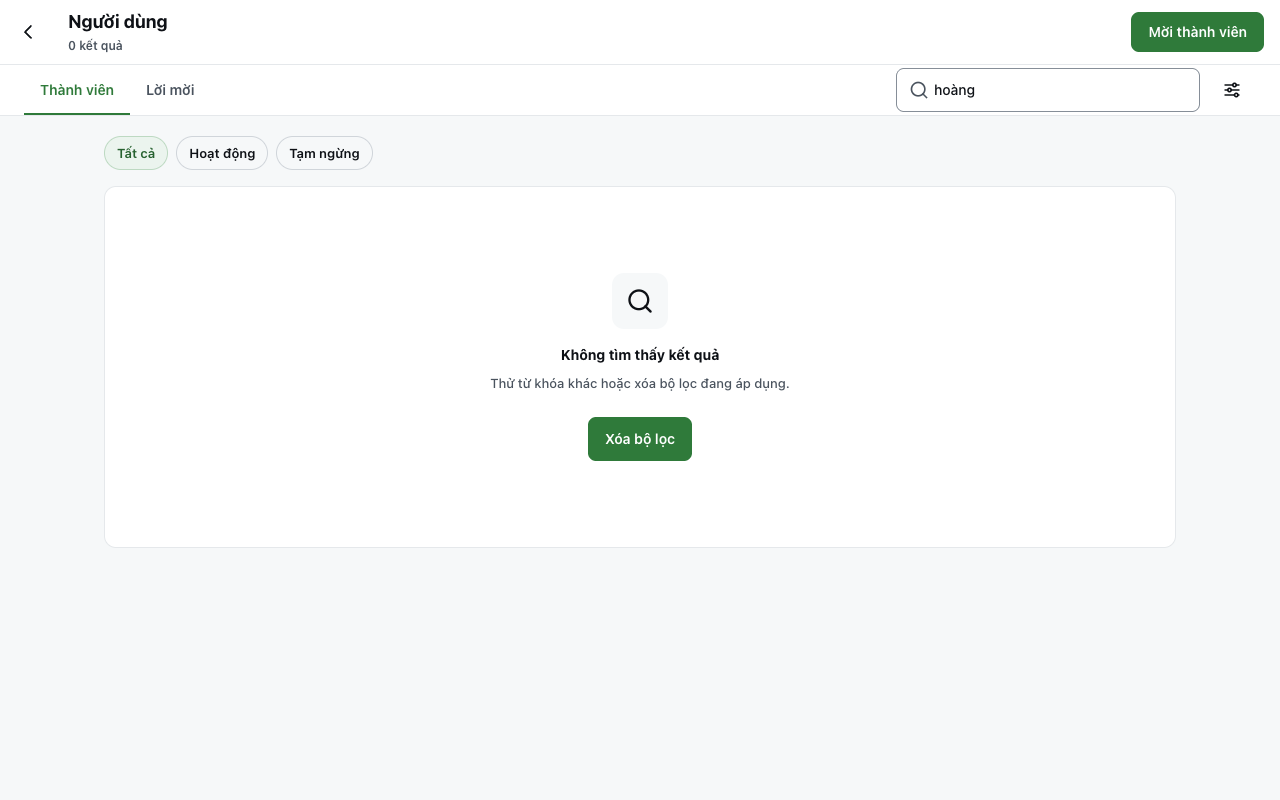 Người dùng
0 kết quả
Mời thành viên
Thành viên
Lời mời
hoàng
Tất cả
Hoạt động
Tạm ngừng
Không tìm thấy kết quả
Thử từ khóa khác hoặc xóa bộ lọc đang áp dụng.
Xóa bộ lọc